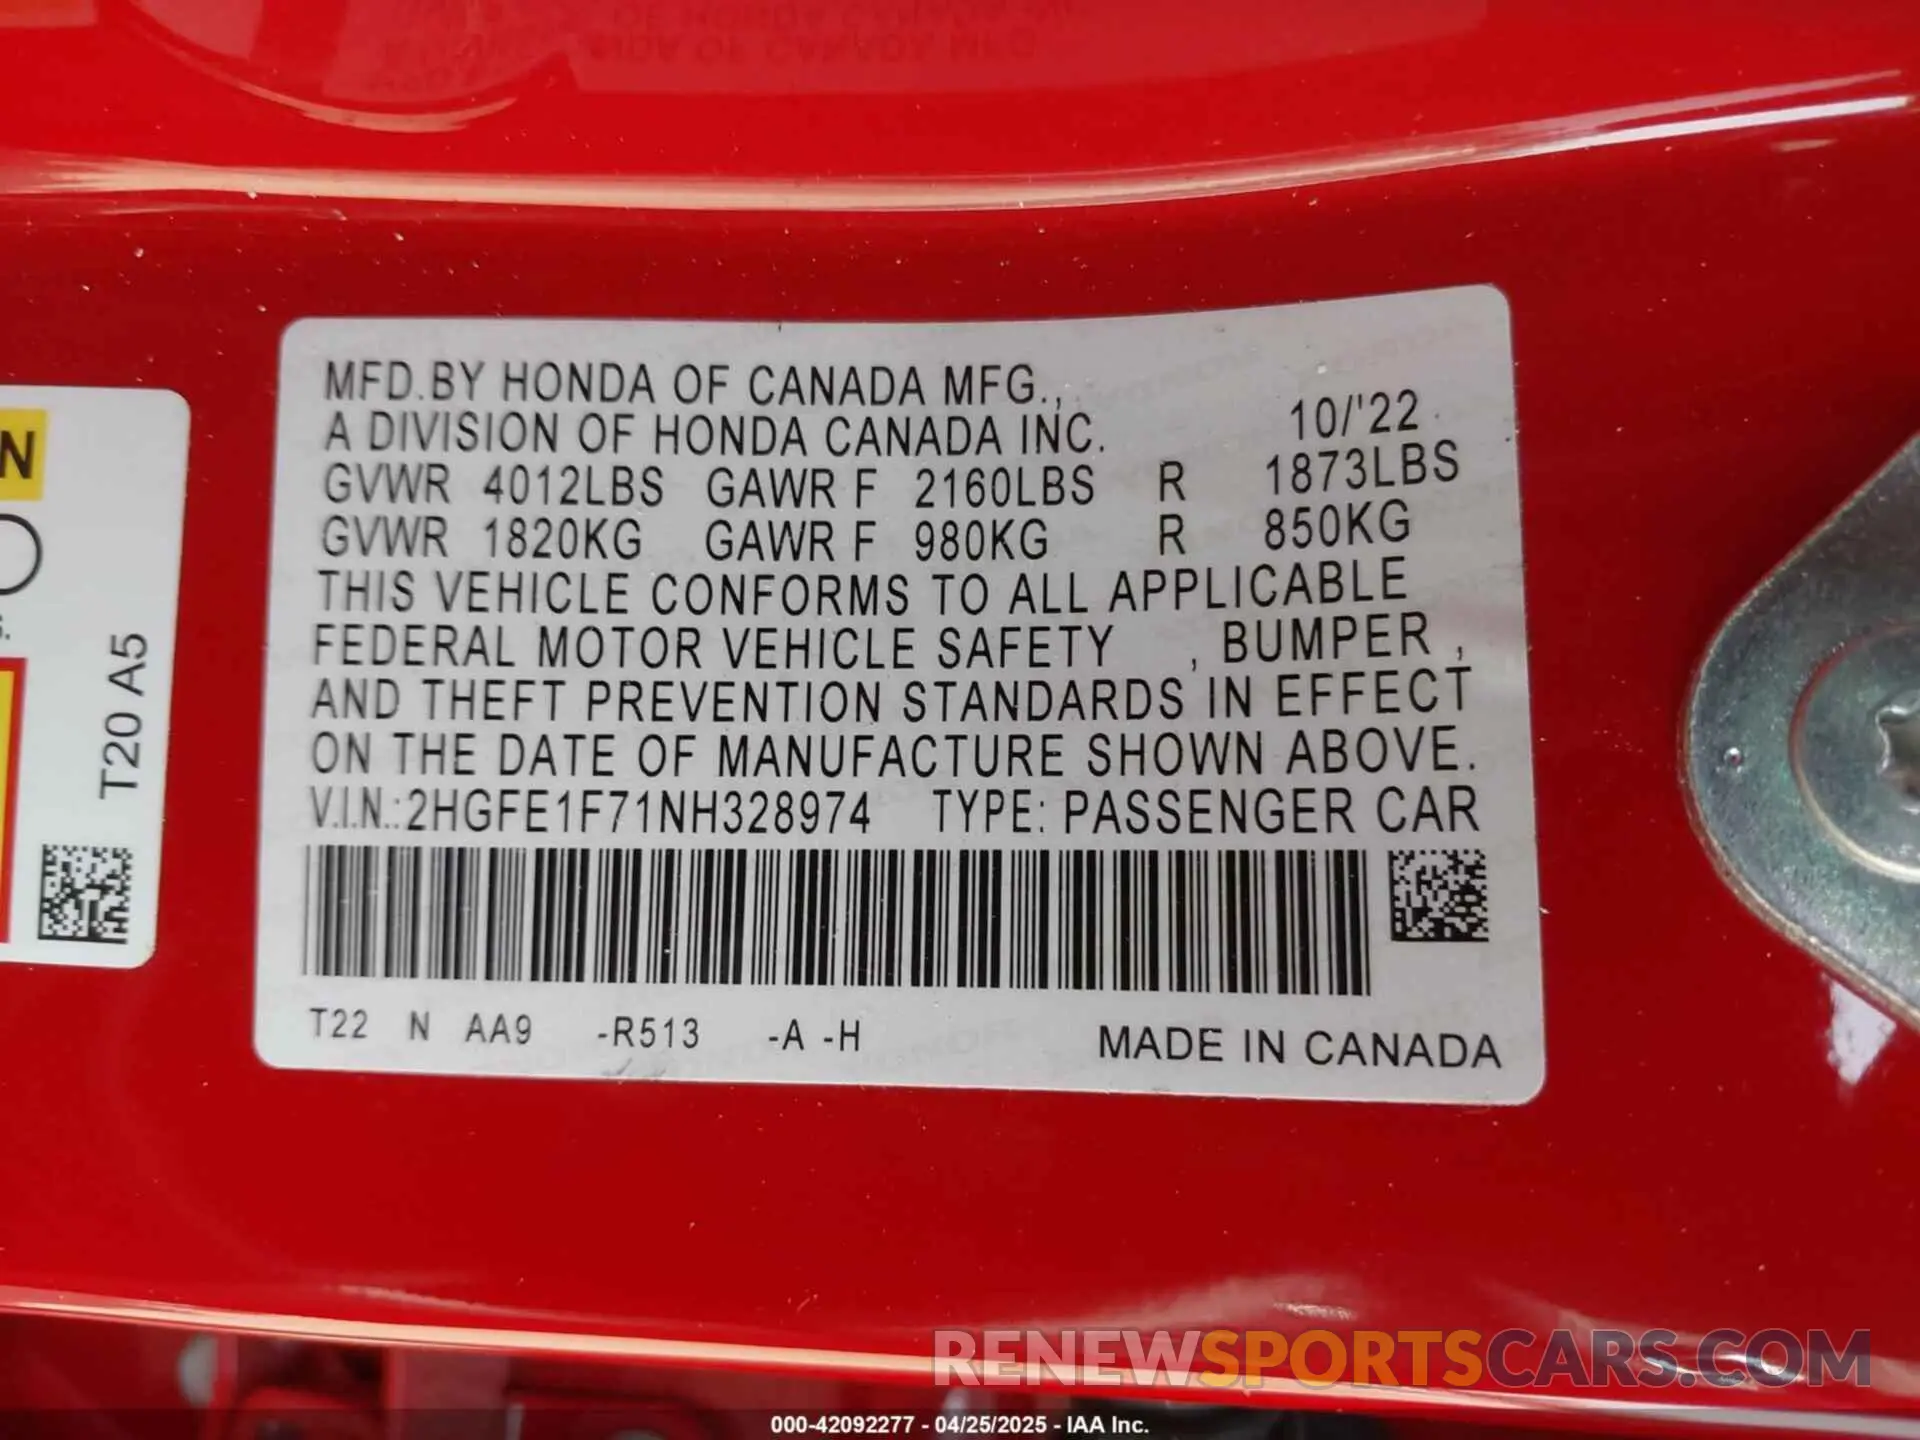 MFD.BY HONDA OF CANADA MFG.,
A DIVISION OF HONDA CANADA INC. 10/'22
GVWR 4012LBS GAWR F 2160LBS R 1873LBS
GVWR 1820KG GAWR F 980KG R 850KG
THIS VEHICLE CONFORMS TO ALL APPLICABLE
FEDERAL MOTOR VEHICLE SAFETY , BUMPER ,
AND THEFT PREVENTION STANDARDS IN EFFECT
ON THE DATE OF MANUFACTURE SHOWN ABOVE.
V.I.N.:2HGFE1F71NH328974 TYPE: PASSENGER CAR
T22 N AA9 -R513 -A -H MADE IN CANADA
N
T20 A5
RENEWSPORTSCARS.COM
000-42092277 - 04/25/2025 - IAA Inc.